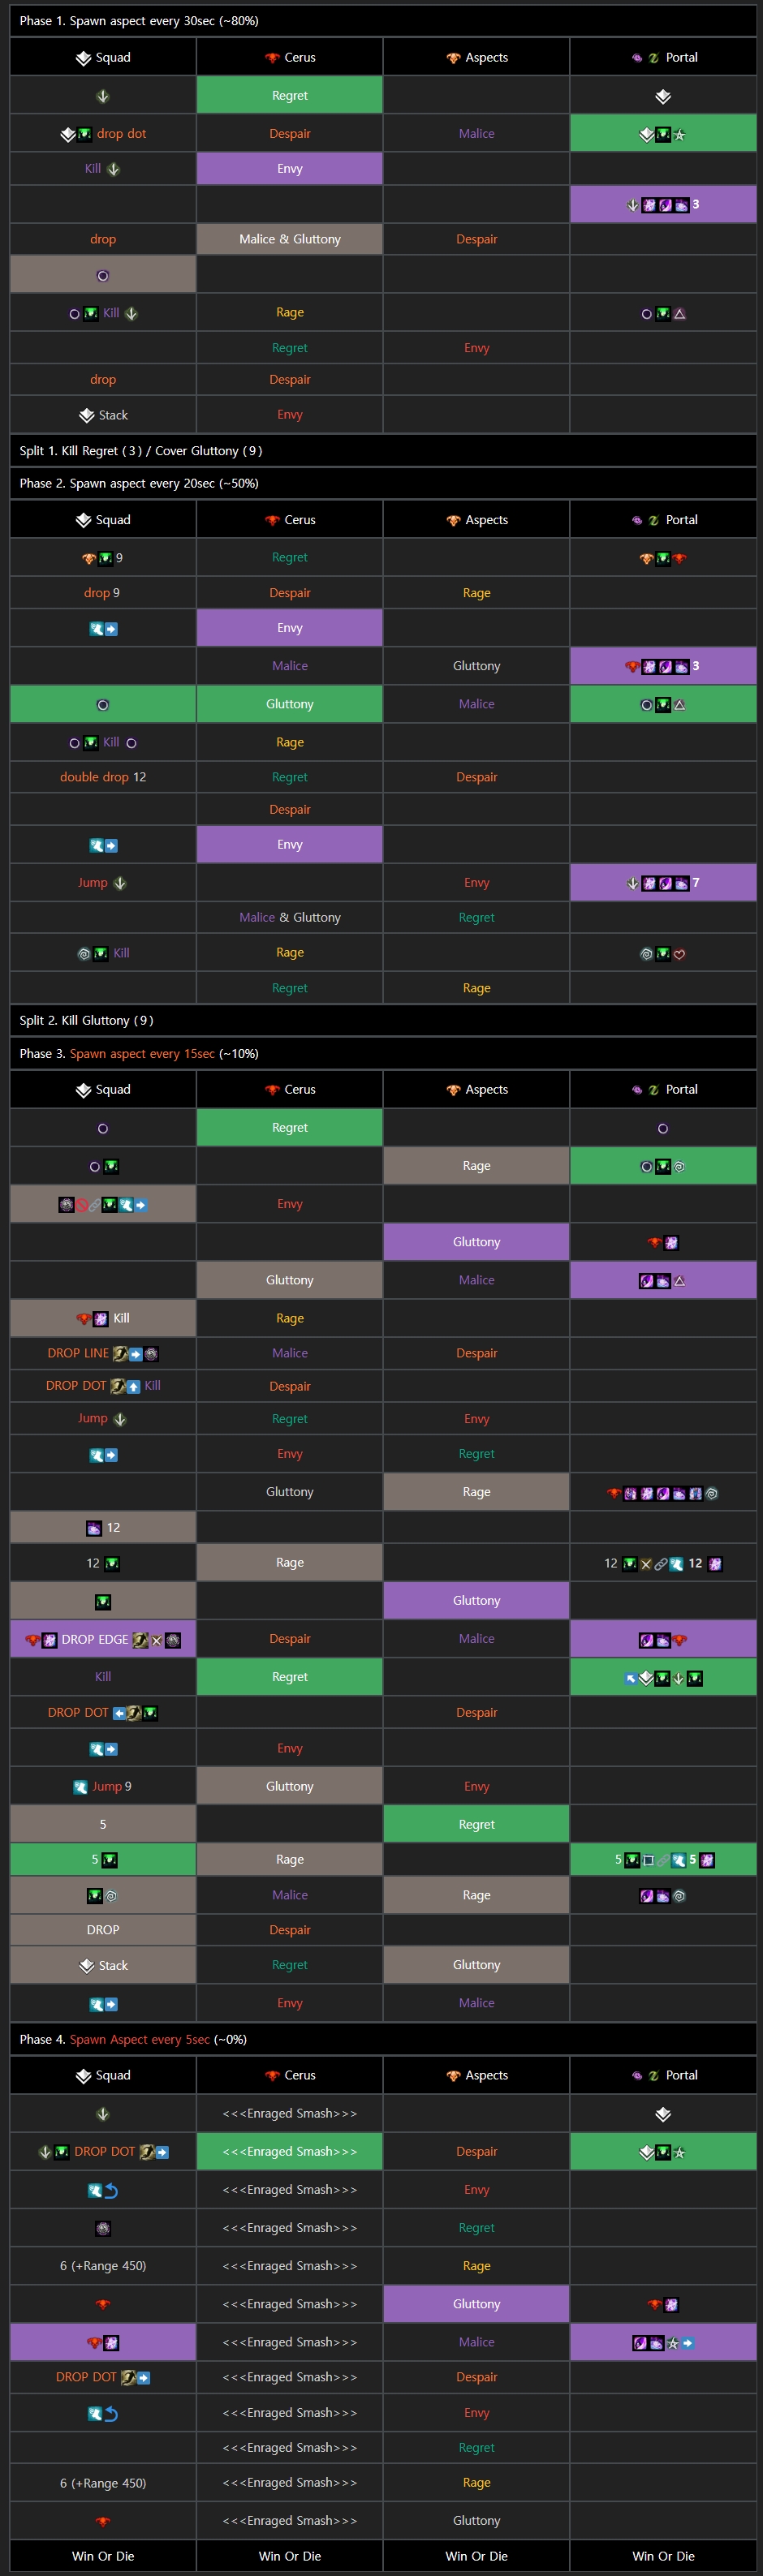 Phase 1. Spawn aspect every 30sec (~80%)
Squad Cerus Aspects Portal
Regret
drop dot Despair Malice
Kill Envy
3
drop Malice & Gluttony Despair
Kill Rage
Regret Envy
drop Despair
Stack Envy
Split 1. Kill Regret ( 3 ) / Cover Gluttony ( 9 )
Phase 2. Spawn aspect every 20sec (~50%)
Squad Cerus Aspects Portal
9 Regret
drop 9 Despair Rage
Envy
Malice Gluttony 3
Gluttony Malice
Kill Rage
double drop 12 Regret Despair
Despair
Envy
Jump Envy 7
Malice & Gluttony Regret
Kill Rage
Regret Rage
Split 2. Kill Gluttony ( 9 )
Phase 3. Spawn aspect every 15sec (~10%)
Squad Cerus Aspects Portal
Regret
Rage
Envy
Gluttony
Gluttony Malice
Kill Rage
DROP LINE Malice Despair
DROP DOT Kill Despair
Jump Regret Envy
Envy Regret
Gluttony Rage
12
12 Rage 12 12
Gluttony
DROP EDGE Despair Malice
Kill Regret
DROP DOT Despair
Envy
Jump 9 Gluttony Envy
5 Regret
5 Rage 5 5
Malice Rage
DROP Despair
Stack Regret Gluttony
Envy Malice
Phase 4. Spawn Aspect every 5sec (~0%)
Squad Cerus Aspects Portal
<<<Enraged Smash>>>
DROP DOT <<<Enraged Smash>>> Despair
<<<Enraged Smash>>> Envy
<<<Enraged Smash>>> Regret
6 (+Range 450) <<<Enraged Smash>>> Rage
<<<Enraged Smash>>> Gluttony
<<<Enraged Smash>>> Malice
DROP DOT <<<Enraged Smash>>> Despair
<<<Enraged Smash>>> Envy
<<<Enraged Smash>>> Regret
6 (+Range 450) <<<Enraged Smash>>> Rage
<<<Enraged Smash>>> Gluttony
Win Or Die Win Or Die Win Or Die Win Or Die